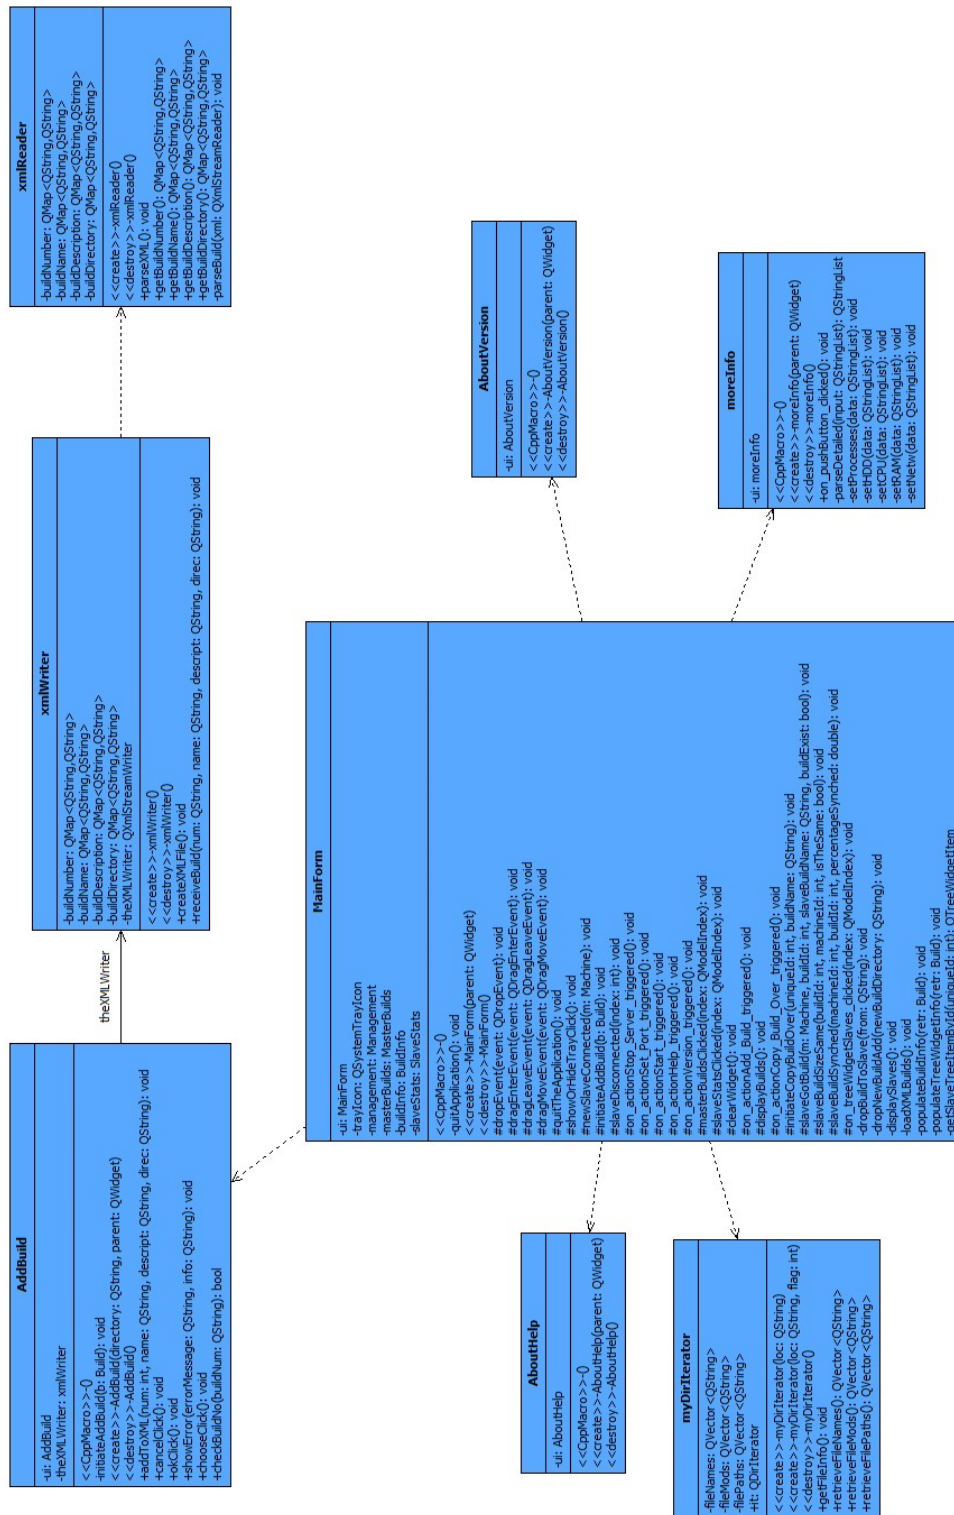 xmlReader
-buildNumber: QMap<QString,QString>
-buildName: QMap<QString,QString>
-buildDescription: QMap<QString,QString>
-buildDirectory: QMap<QString,QString>
<<create>>-xmlReader()
<<destroy>>-xmlReader()
+parseXML(): void
+getBuildNumber(): QMap<QString,QString>
+getBuildName(): QMap<QString,QString>
+getBuildDescription(): QMap<QString,QString>
+getBuildDirectory(): QMap<QString,QString>
-parseBuild(xml: QXmlStreamReader): void
xmlWriter
-buildNumber: QMap<QString,QString>
-buildName: QMap<QString,QString>
-buildDescription: QMap<QString,QString>
-buildDirectory: QMap<QString,QString>
-theXMLWriter: QXmlStreamWriter
<<create>>-xmlWriter()
<<destroy>>-xmlWriter()
+createXMLFile(): void
+receiveBuild(num: QString, name: QString, descript: QString, direc: QString): void
theXMLWriter
AddBuild
-ui: AddBuild
-theXMLWriter: xmlWriter
<<CppMacro>>-()
-initiateAddBuild(b: Build): void
<<create>>-AddBuild(directory: QString, parent: QWidget)
<<destroy>>-AddBuild()
+addToXML(num: int, name: QString, descript: QString, direc: QString): void
+cancelClick(): void
+okClick(): void
+showError(errorMessage: QString, info: QString): void
+chooseClick(): void
+checkBuildNo(buildNum: QString): bool
AboutVersion
-ui: AboutVersion
<<CppMacro>>-()
<<create>>-AboutVersion(parent: QWidget)
<<destroy>>-AboutVersion()
moreInfo
-ui: moreInfo
<<CppMacro>>-()
<<create>>-moreInfo(parent: QWidget)
<<destroy>>-moreInfo()
+on_pushButton_clicked(): void
-parseDetailed(input: QStringList): QStringList
-setProcesses(data: QStringList): void
-setHDD(data: QStringList): void
-setCPU(data: QStringList): void
-setRAM(data: QStringList): void
-setNetw(data: QStringList): void
MainForm
-ui: MainForm
-trayIcon: QSystemTrayIcon
-management: Management
-masterBuilds: MasterBuilds
-buildInfo: BuildInfo
-slaveStats: SlaveStats
<<CppMacro>>-()
-quitApplication(): void
<<create>>-MainForm(parent: QWidget)
<<destroy>>-MainForm()
#dropEvent(event: QDropEvent): void
#dragEnterEvent(event: QDragEnterEvent): void
#dragLeaveEvent(event: QDragLeaveEvent): void
#dragMoveEvent(event: QDragMoveEvent): void
#quitTheApplication(): void
#showOrHideTrayClick(): void
#newSlaveConnected(m: Machine): void
#initiateAddBuild(b: Build): void
#slaveDisconnected(index: int): void
#on_actionStop_Server_triggered(): void
#on_actionSet_Port_triggered(): void
#on_actionStart_triggered(): void
#on_actionHelp_triggered(): void
#on_actionVersion_triggered(): void
#masterBuildsClicked(index: QModelIndex): void
#slaveStatsClicked(index: QModelIndex): void
#clearWidget(): void
#on_actionAdd_Build_triggered(): void
#displayBuilds(): void
#on_actionCopy_Build_Over_triggered(): void
#initiateCopyBuildOver(uniqueId: int, buildName: QString): void
#slaveGotBuild(m: Machine, buildId: int, slaveBuildName: QString, buildExist: bool): void
#slaveBuildSizeSame(buildId: int, machineId: int, isTheSame: bool): void
#slaveBuildSynched(machineId: int, buildId: int, percentageSynched: double): void
#on_treeWidgetSlaves_clicked(index: QModelIndex): void
-dropBuildToSlave(from: QString): void
-dropNewBuildAdd(newBuildDirectory: QString): void
-displaySlaves(): void
-loadXMLBuilds(): void
-populateBuildInfo(retr: Build): void
-populateTreeWidgetInfo(retr: Build): void
-getSlaveTreeItemById(uniqueId: int): QTreeWidgetItem
AboutHelp
-ui: AboutHelp
<<CppMacro>>-()
<<create>>-AboutHelp(parent: QWidget)
<<destroy>>-AboutHelp()
myDirIterator
-fileNames: QVector<QString>
-fileMods: QVector<QString>
-filePaths: QVector<QString>
+it: QDirIterator
<<create>>-myDirIterator(loc: QString)
<<create>>-myDirIterator(loc: QString, flag: int)
<<destroy>>-myDirIterator()
+getFileInfo(): void
+retrieveFileNames(): QVector<QString>
+retrieveFileMods(): QVector<QString>
+retrieveFilePaths(): QVector<QString>